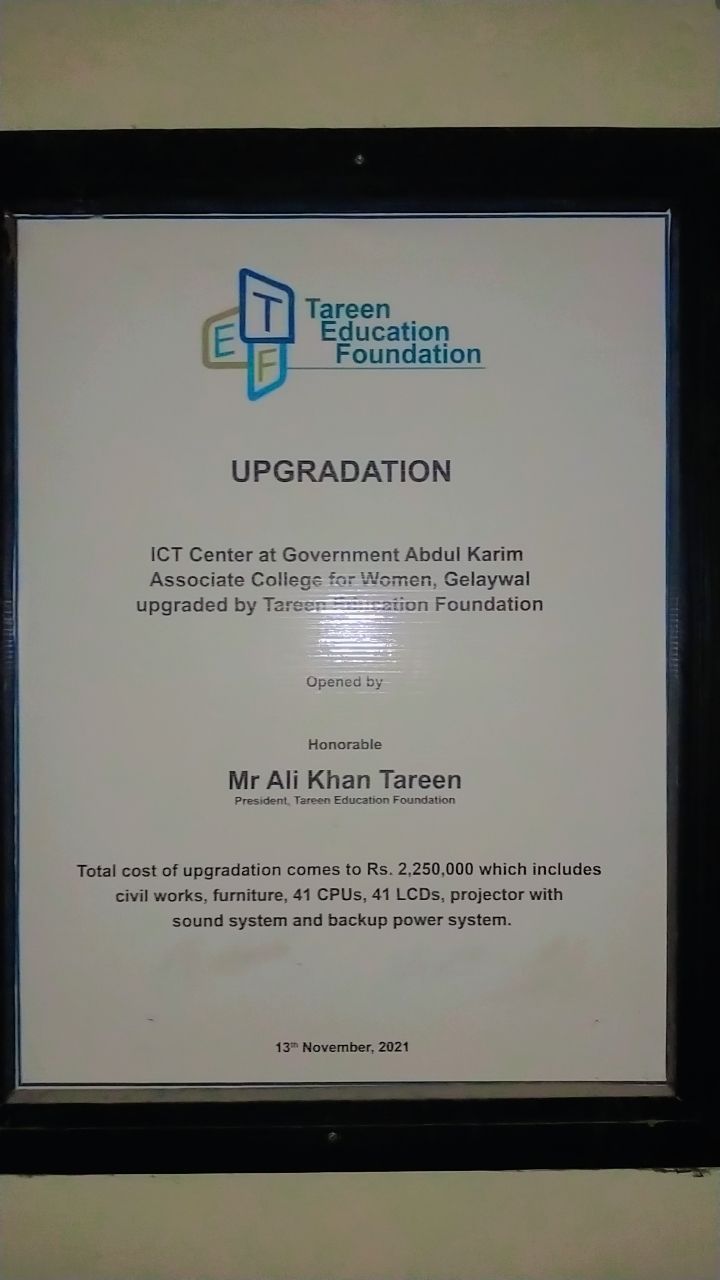 T
E
F
Tareen
Education
Foundation
UPGRADATION
ICT Center at Government Abdul Karim
Associate College for Women, Gelaywal
upgraded by Tareen Education Foundation
Opened by
Honorable
Mr Ali Khan Tareen
President, Tareen Education Foundation
Total cost of upgradation comes to Rs. 2,250,000 which includes
civil works, furniture, 41 CPUs, 41 LCDs, projector with
sound system and backup power system.
13th November, 2021